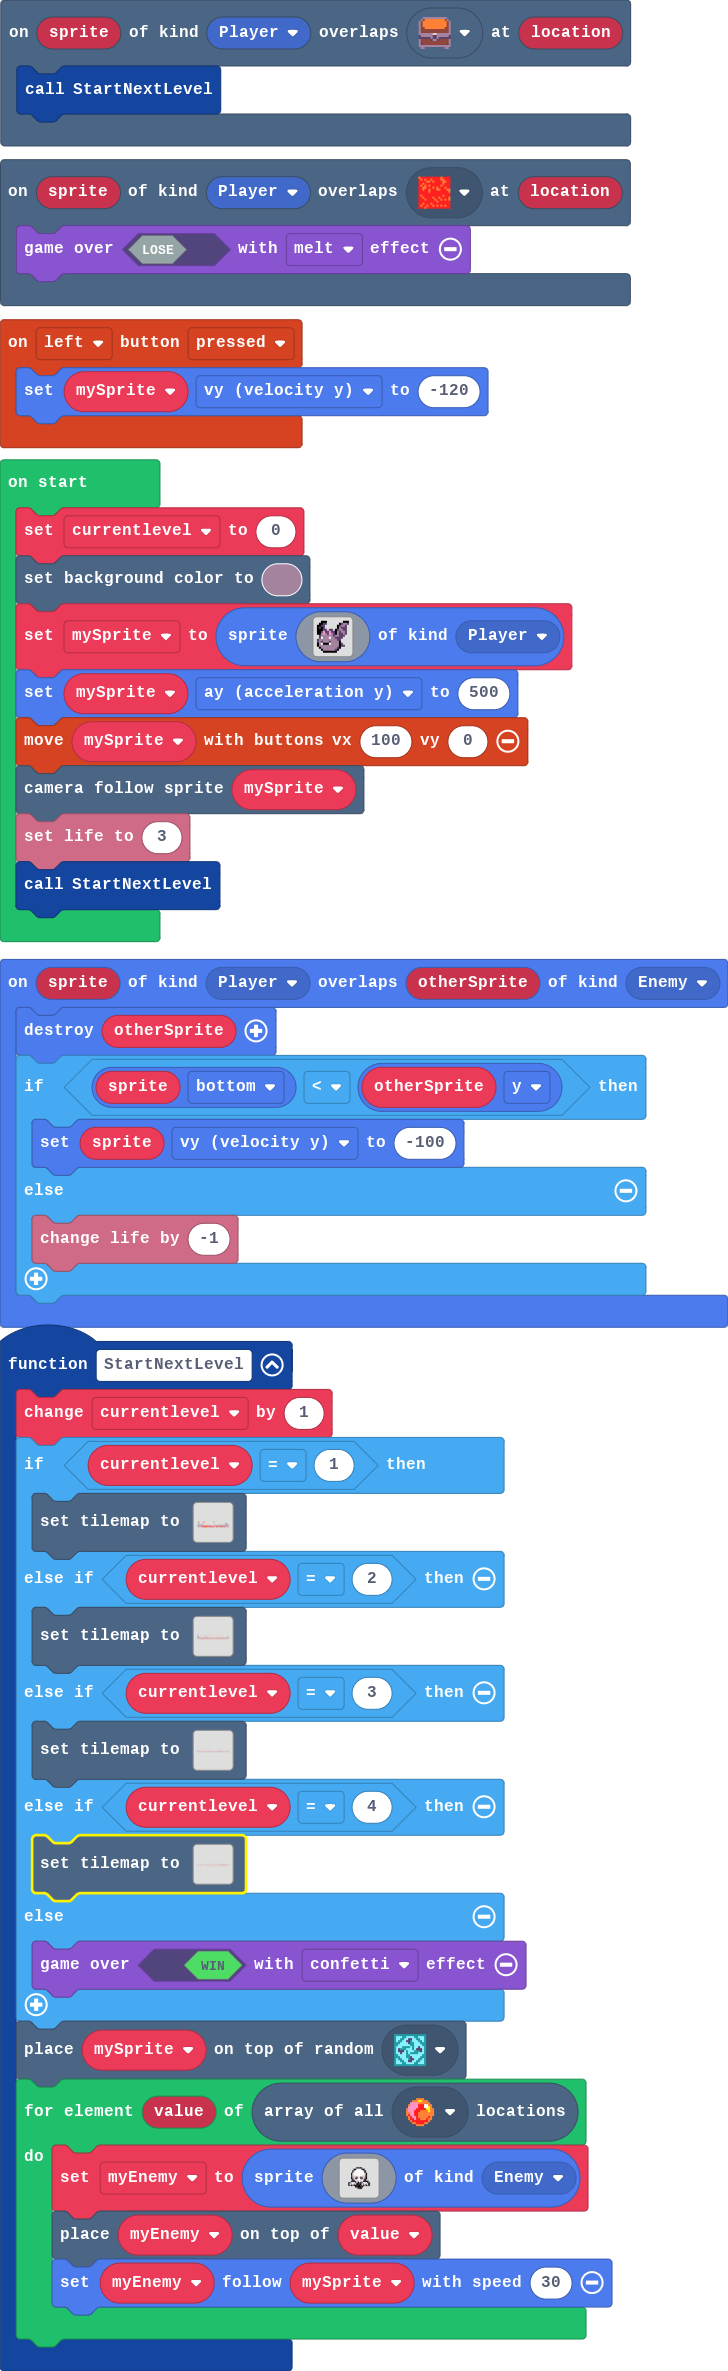 on sprite of kind Player overlaps at location
call StartNextLevel
on sprite of kind Player overlaps at location
game over LOSE with melt effect
on left button pressed
set mySprite vy (velocity y) to -120
on start
set currentlevel to 0
set background color to
set mySprite to sprite of kind Player
set mySprite ay (acceleration y) to 500
move mySprite with buttons vx 100 vy 0
camera follow sprite mySprite
set life to 3
call StartNextLevel
on sprite of kind Player overlaps otherSprite of kind Enemy
destroy otherSprite
if sprite bottom < otherSprite y then
set sprite vy (velocity y) to -100
else
change life by -1
function StartNextLevel
change currentlevel by 1
if currentlevel = 1 then
set tilemap to
else if currentlevel = 2 then
set tilemap to
else if currentlevel = 3 then
set tilemap to
else if currentlevel = 4 then
set tilemap to
else
game over WIN with confetti effect
place mySprite on top of random
for element value of array of all locations
do
set myEnemy to sprite of kind Enemy
place myEnemy on top of value
set myEnemy follow mySprite with speed 30